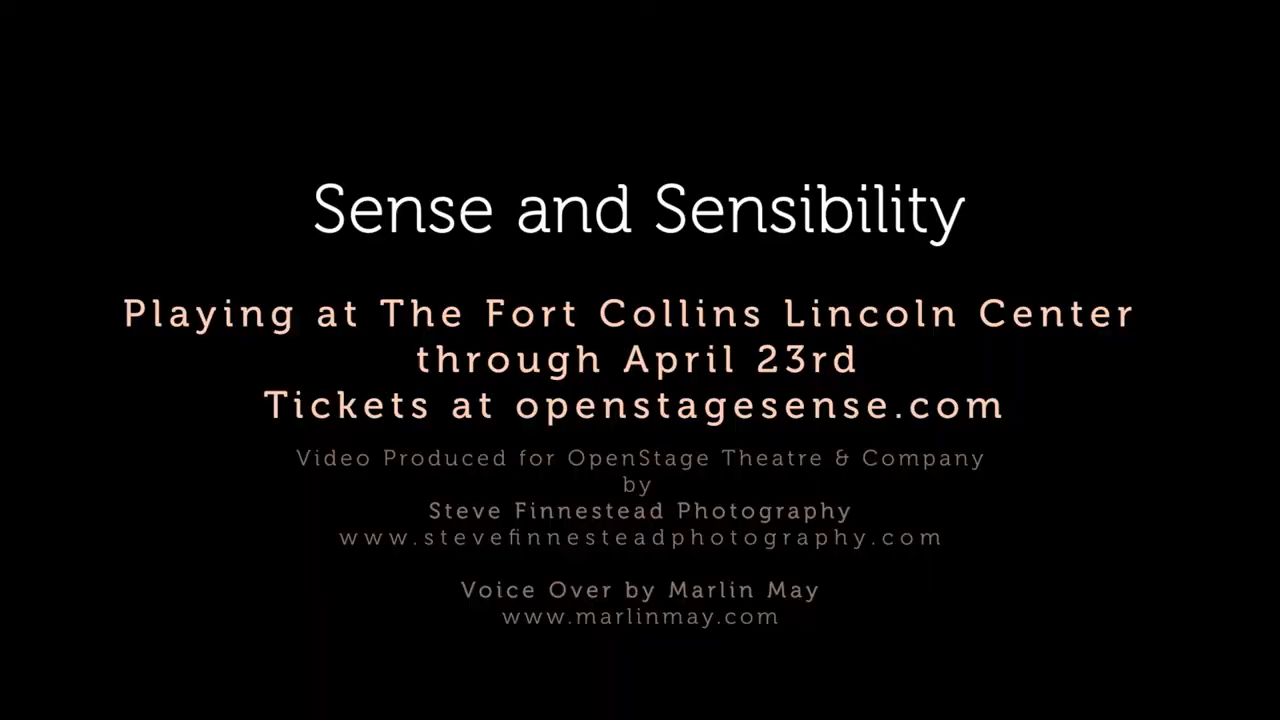 Sense and Sensibility
Playing at The Fort Collins Lincoln Center
through April 23rd
Tickets at openstagesense.com
Video Produced for OpenStage Theatre & Company
by
Steve Finnestead Photography
www.stevefinnesteadphotography.com
Voice Over by Marlin May
www.marlinmay.com